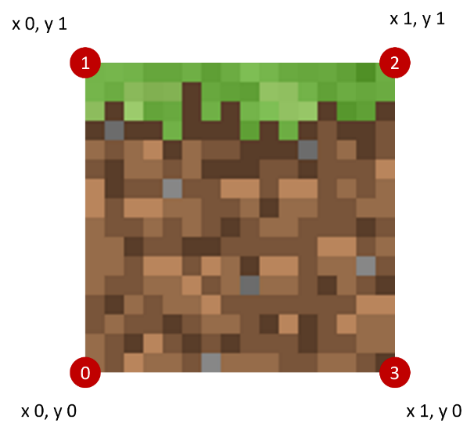 x 0, y 1
x 1, y 1
1
2
0
3
x 0, y 0
x 1, y 0